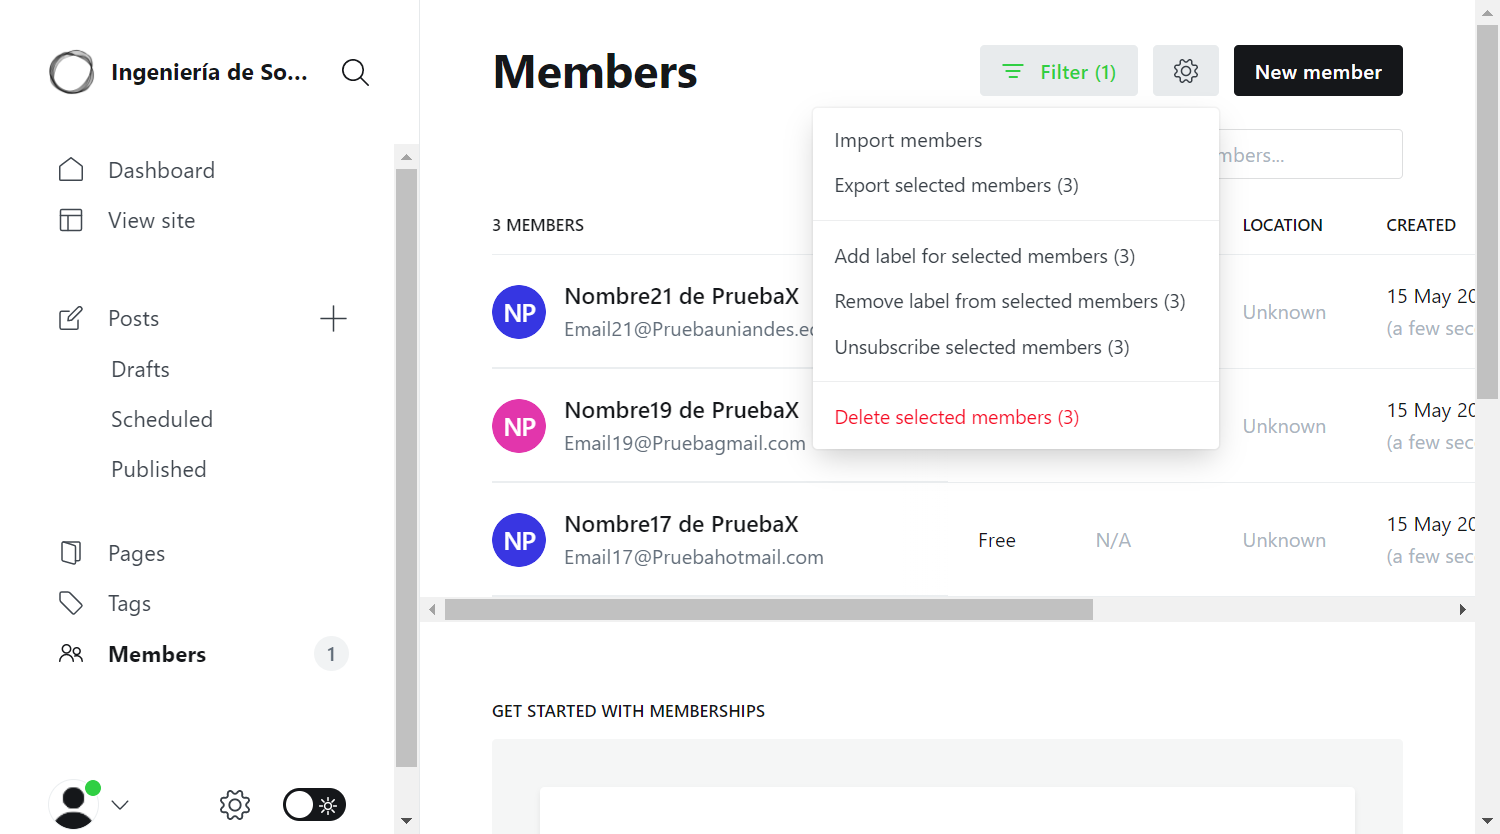 Ingeniería de So...
Dashboard
View site
Posts
Drafts
Scheduled
Published
Pages
Tags
Members 1
Members
Filter (1)
New member
Import members
Export selected members (3)
Add label for selected members (3)
Remove label from selected members (3)
Unsubscribe selected members (3)
Delete selected members (3)
3 MEMBERS LOCATION CREATED
NP Nombre21 de PruebaX Unknown 15 May
Email21@Pruebauniandes.ed (a few sec
NP Nombre19 de PruebaX Unknown 15 May
Email19@Pruebagmail.com (a few sec
NP Nombre17 de PruebaX Free N/A Unknown 15 May
Email17@Pruebahotmail.com (a few sec
GET STARTED WITH MEMBERSHIPS